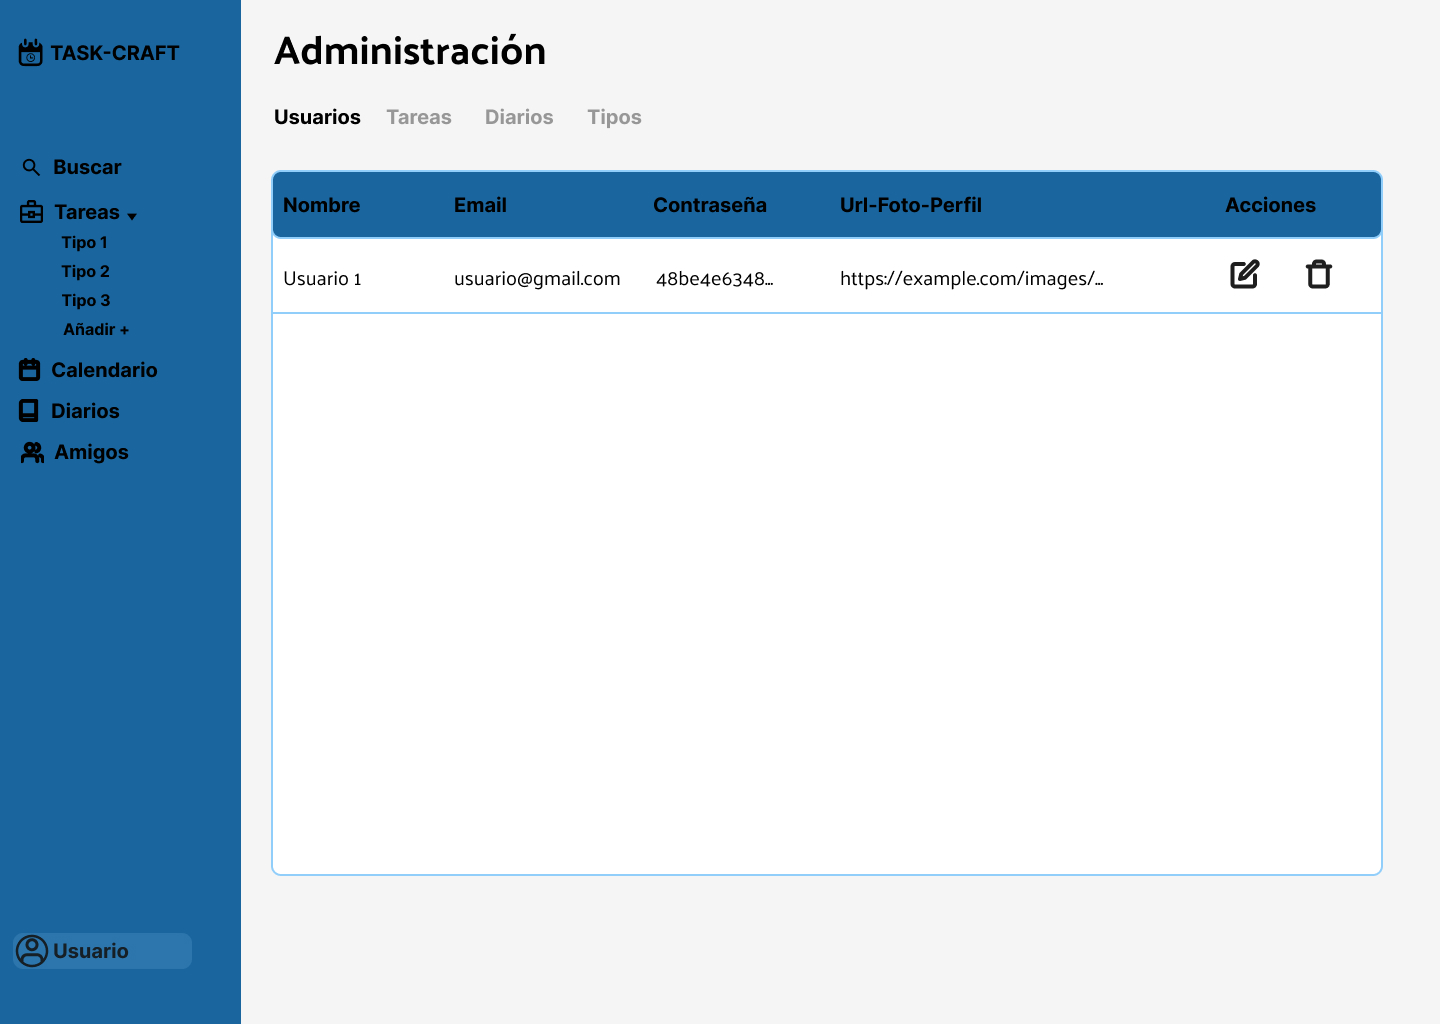 TASK-CRAFT
Buscar
Tareas
Tipo 1
Tipo 2
Tipo 3
Añadir +
Calendario
Diarios
Amigos
Usuario
Administración
Usuarios Tareas Diarios Tipos
Nombre Email Contraseña Url-Foto-Perfil Acciones
Usuario 1 usuario@gmail.com 48be4e6348... https://example.com/images/...